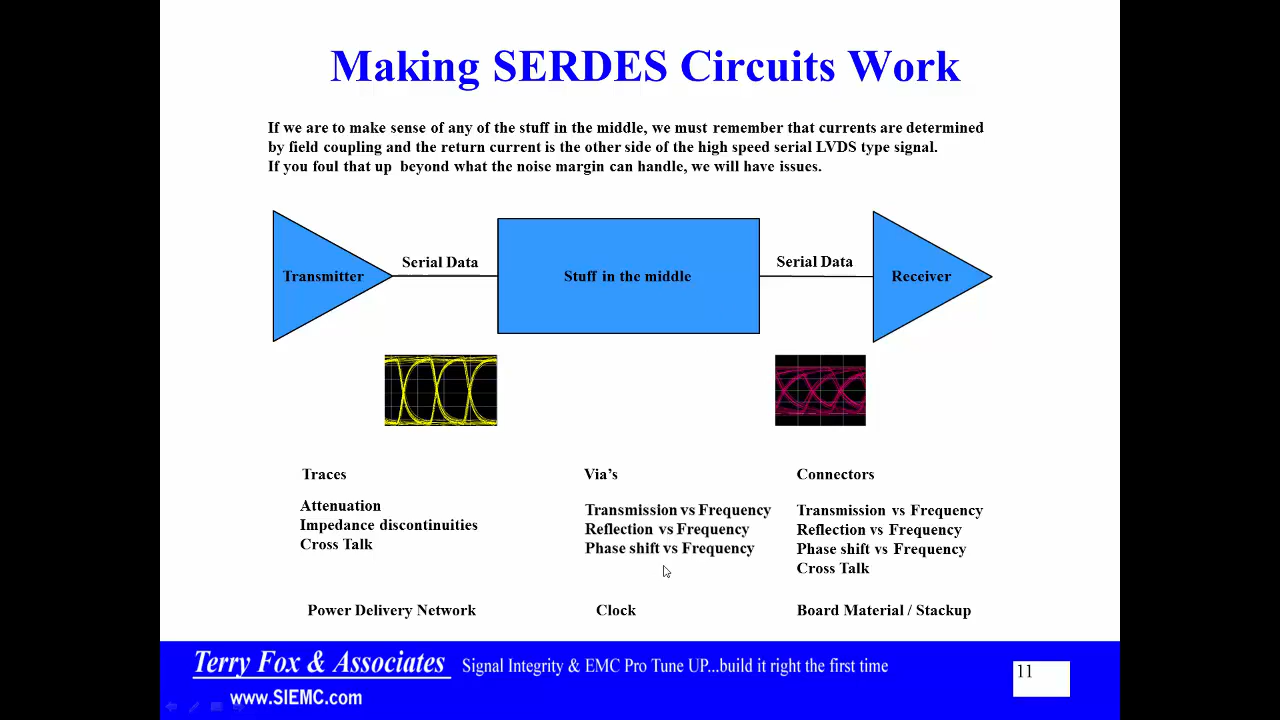 Making SERDES Circuits Work
If we are to make sense of any of the stuff in the middle, we must remember that currents are determined
by field coupling and the return current is the other side of the high speed serial LVDS type signal.
If you foul that up beyond what the noise margin can handle, we will have issues.
Transmitter
Serial Data
Stuff in the middle
Serial Data
Receiver
Traces
Attenuation
Impedance discontinuities
Cross Talk
Via's
Transmission vs Frequency
Reflection vs Frequency
Phase shift vs Frequency
Connectors
Transmission vs Frequency
Reflection vs Frequency
Phase shift vs Frequency
Cross Talk
Power Delivery Network
Clock
Board Material / Stackup
Terry Fox & Associates
Signal Integrity & EMC Pro Tune UP...build it right the first time
www.SIEMC.com
11